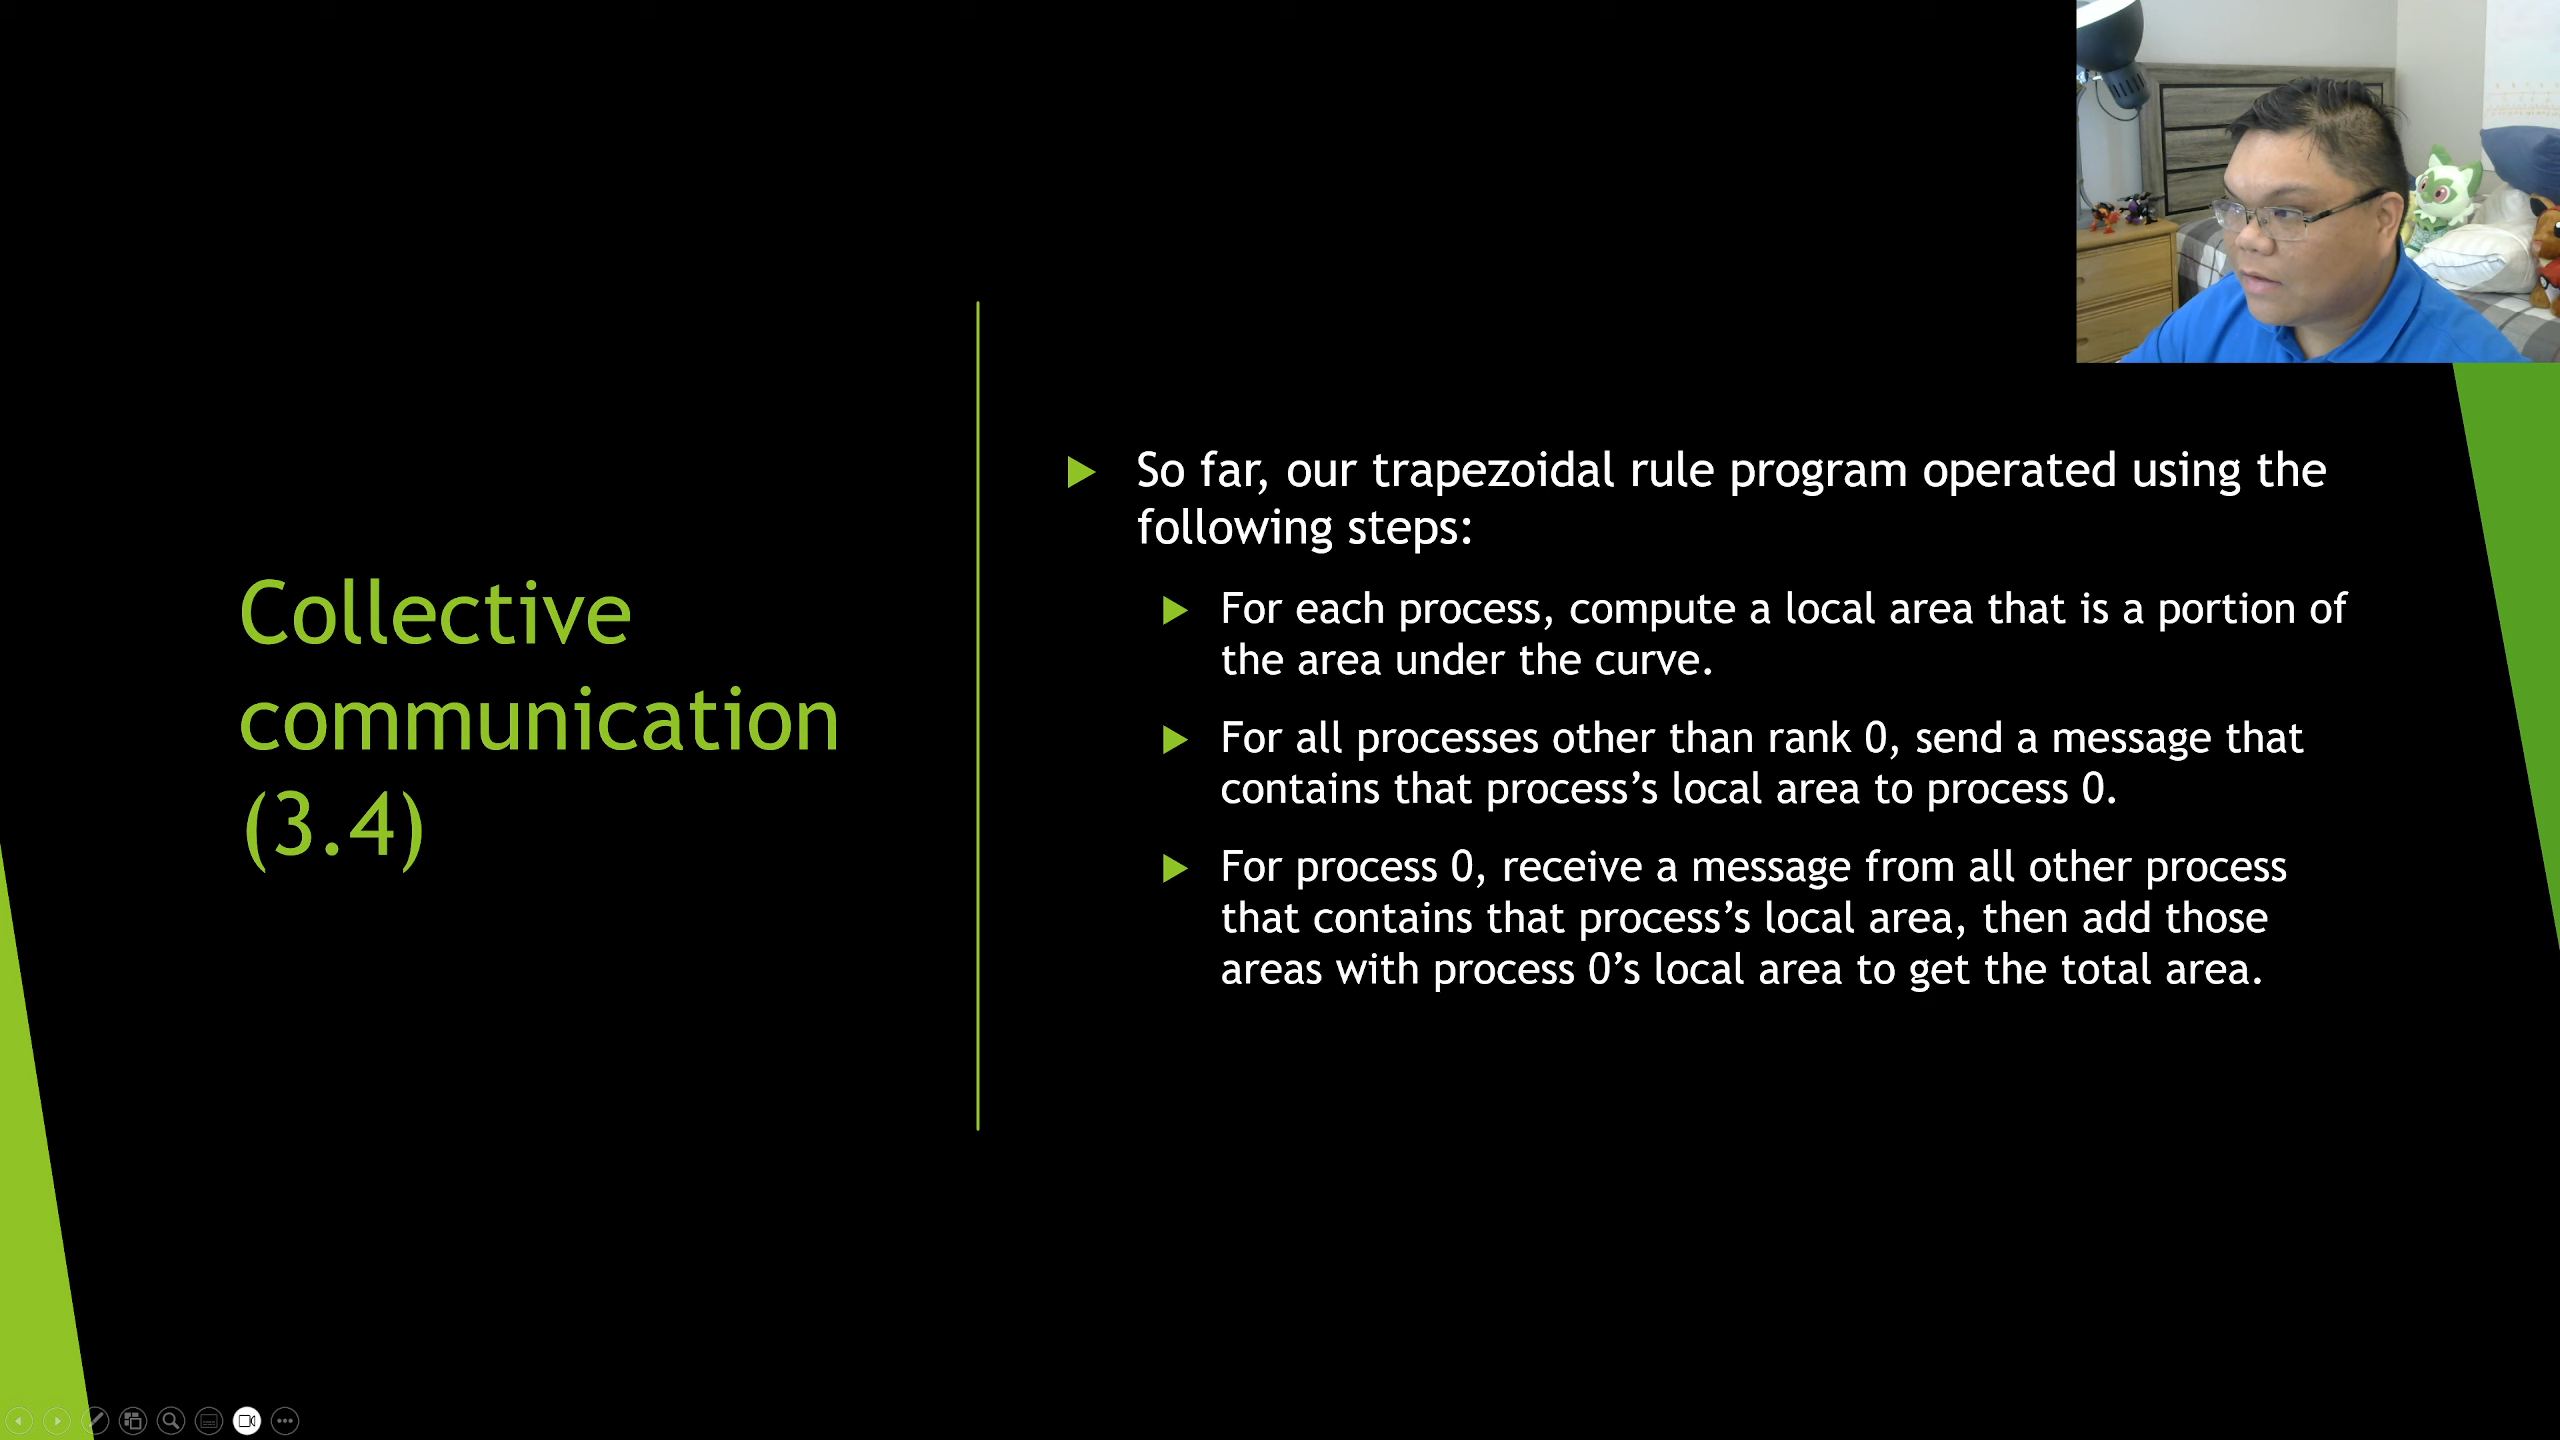 Collective
communication
(3.4)
So far, our trapezoidal rule program operated using the
following steps:
For each process, compute a local area that is a portion of
the area under the curve.
For all processes other than rank 0, send a message that
contains that process’s local area to process 0.
For process 0, receive a message from all other process
that contains that process’s local area, then add those
areas with process 0’s local area to get the total area.